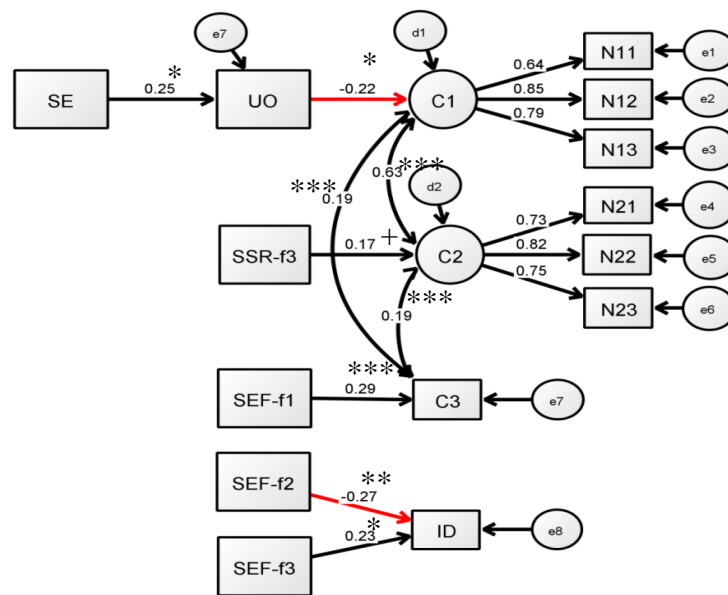 e7
d1
*
*
SE
0.25
UO
-0.22
C1
0.64
N11
e1
0.85
N12
e2
0.79
N13
e3
***
0.19
0.63
***
d2
+
SSR-f3
0.17
C2
0.73
N21
e4
0.82
N22
e5
0.75
N23
e6
***
0.19
***
SEF-f1
0.29
C3
e7
SEF-f2
**
-0.27
*
ID
e8
0.23
SEF-f3